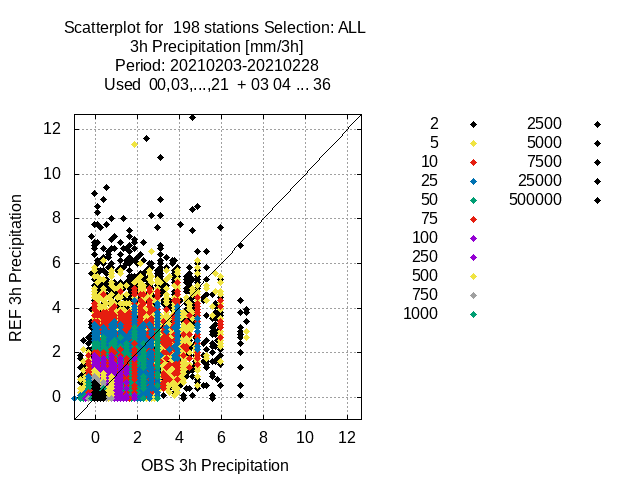 Scatterplot for  198 stations Selection: ALL
3h Precipitation [mm/3h]
Period: 20210203-20210228
Used  00,03,...,21  + 03 04 ... 36
12
10
8
6
4
2
0
REF 3h Precipitation
0 2 4 6 8 10 12
OBS 3h Precipitation
2 2500
5 5000
10 7500
25 25000
50 500000
75
100
250
500
750
1000